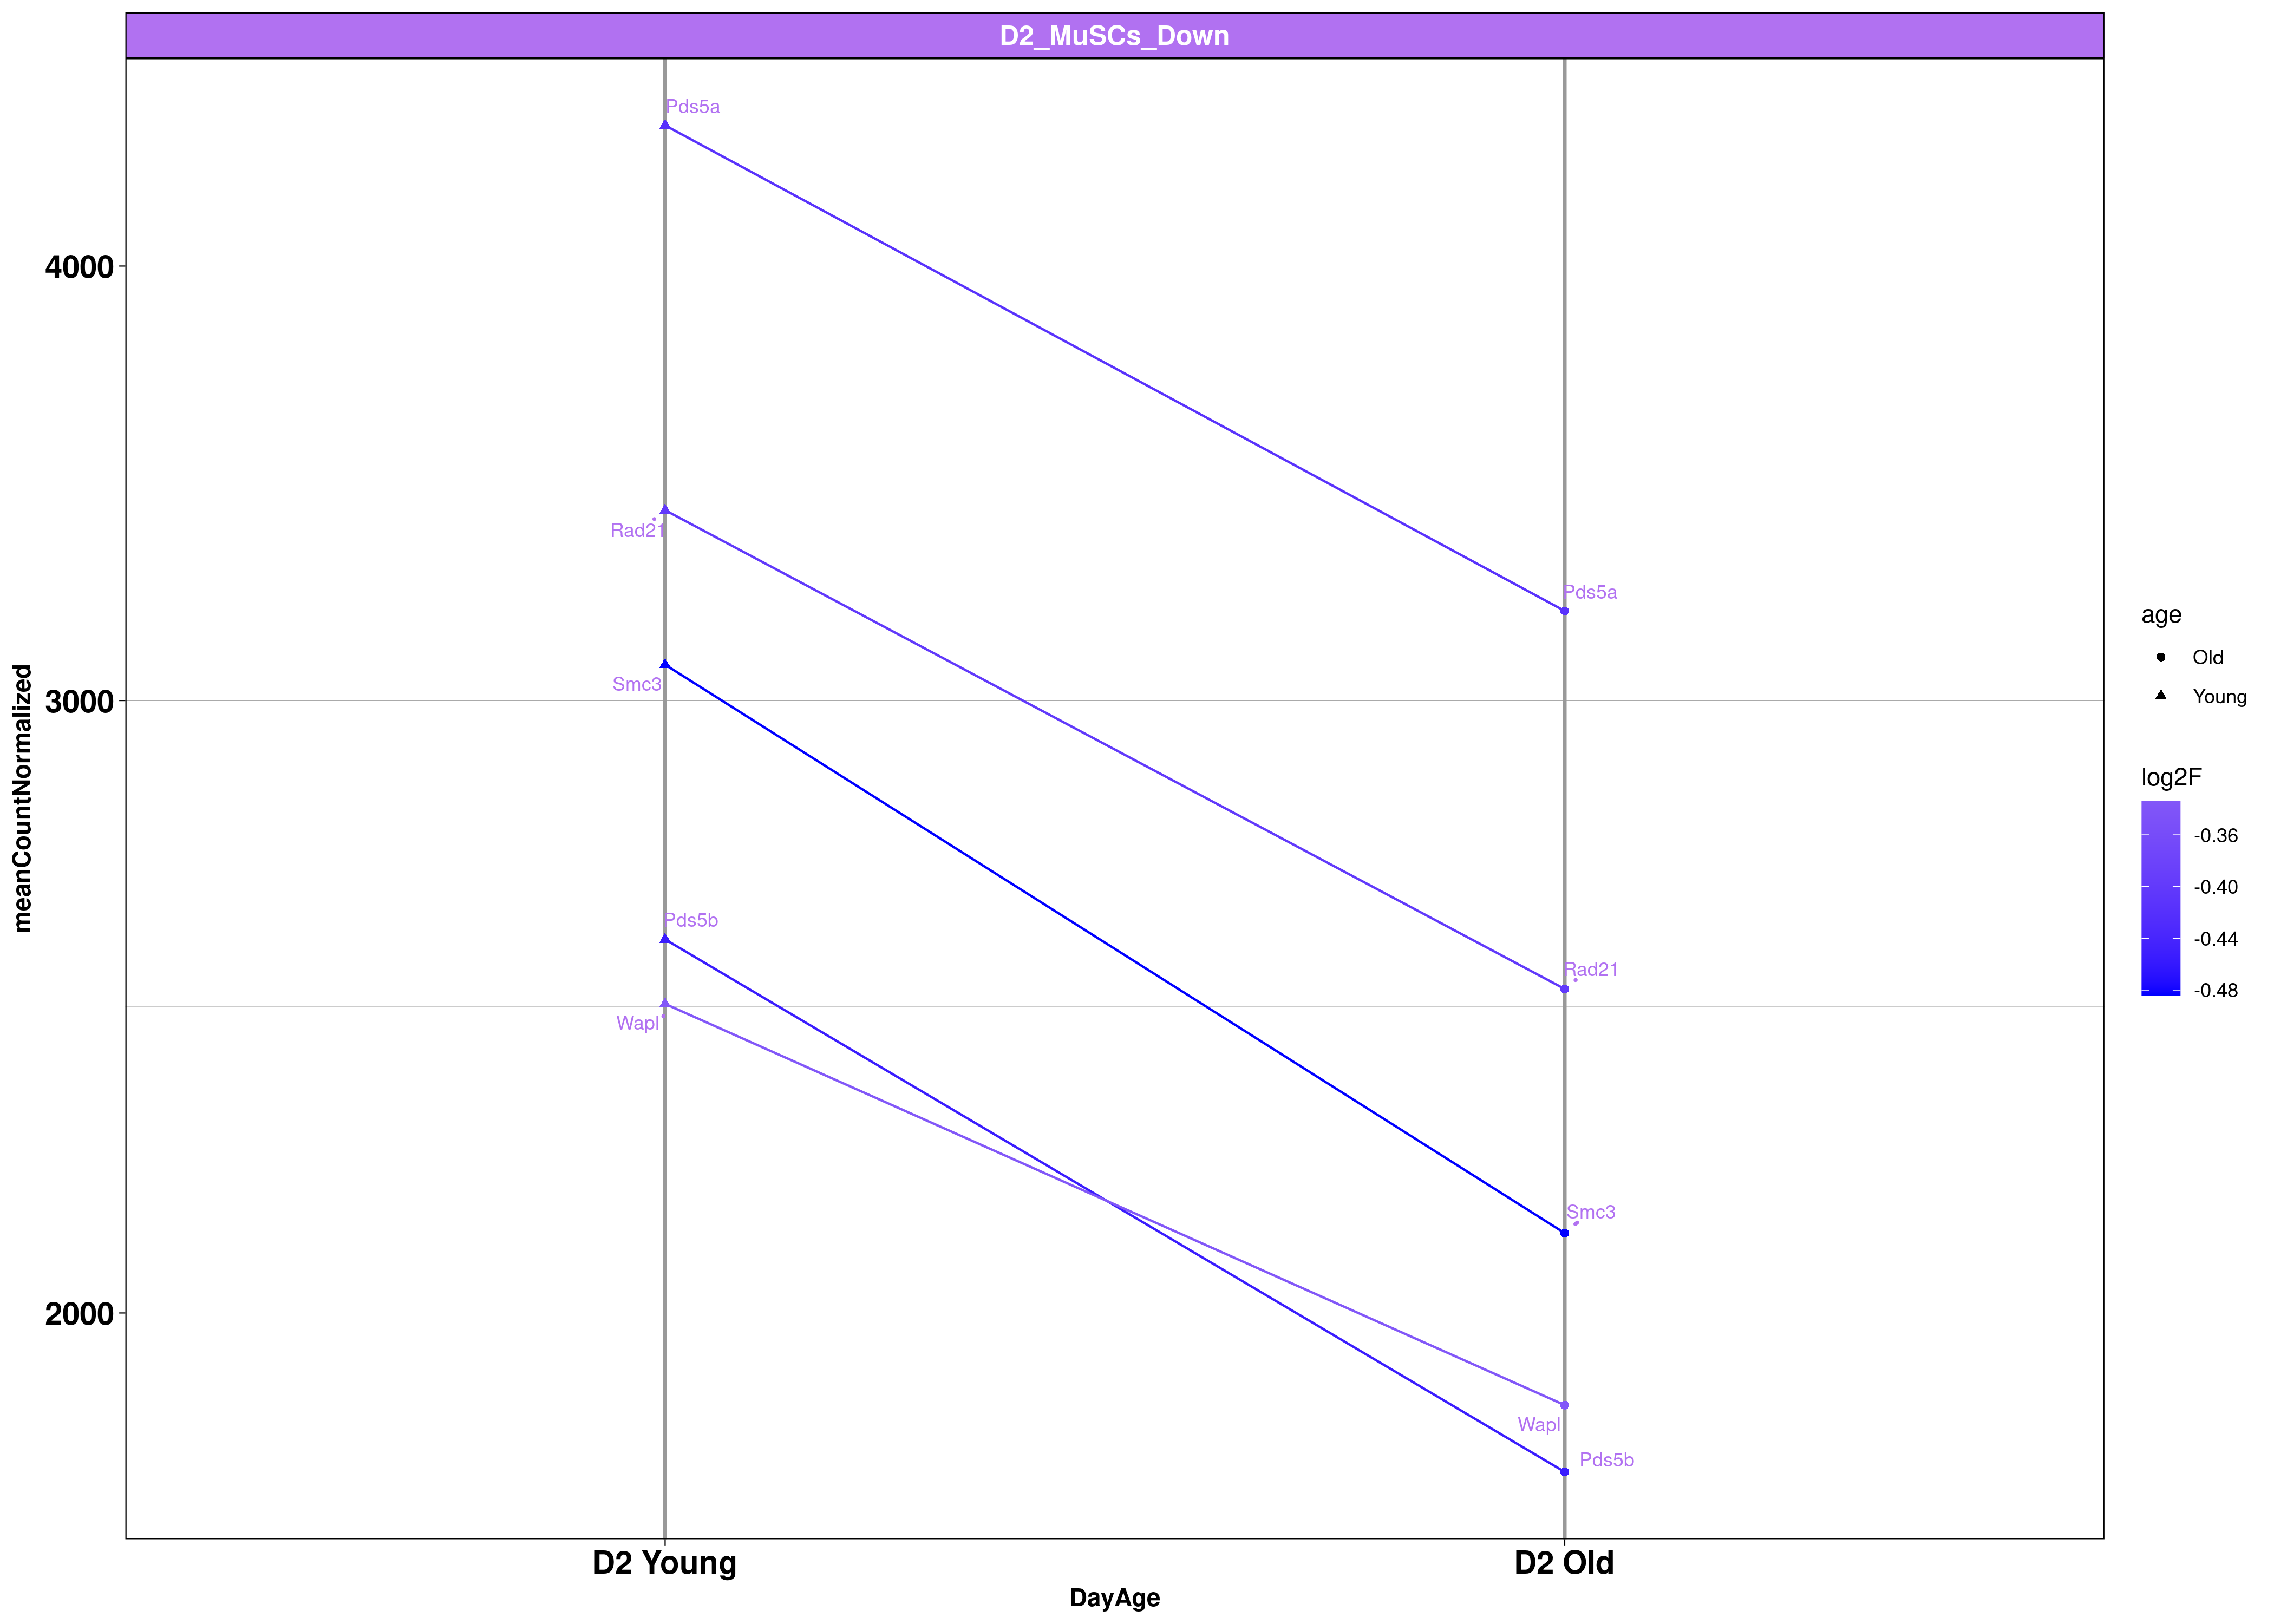 D2_MuSCs_Down
Pds5a
4000
Rad21
Pds5a
age
Old
Smc3
Young
3000
log2F
-0.36
meanCountNormalized
-0.40
Pds5b
-0.44
Rad21
-0.48
Wapl
Smc3
2000
Wapl
Pds5b
D2 Young
D2 Old
DayAge